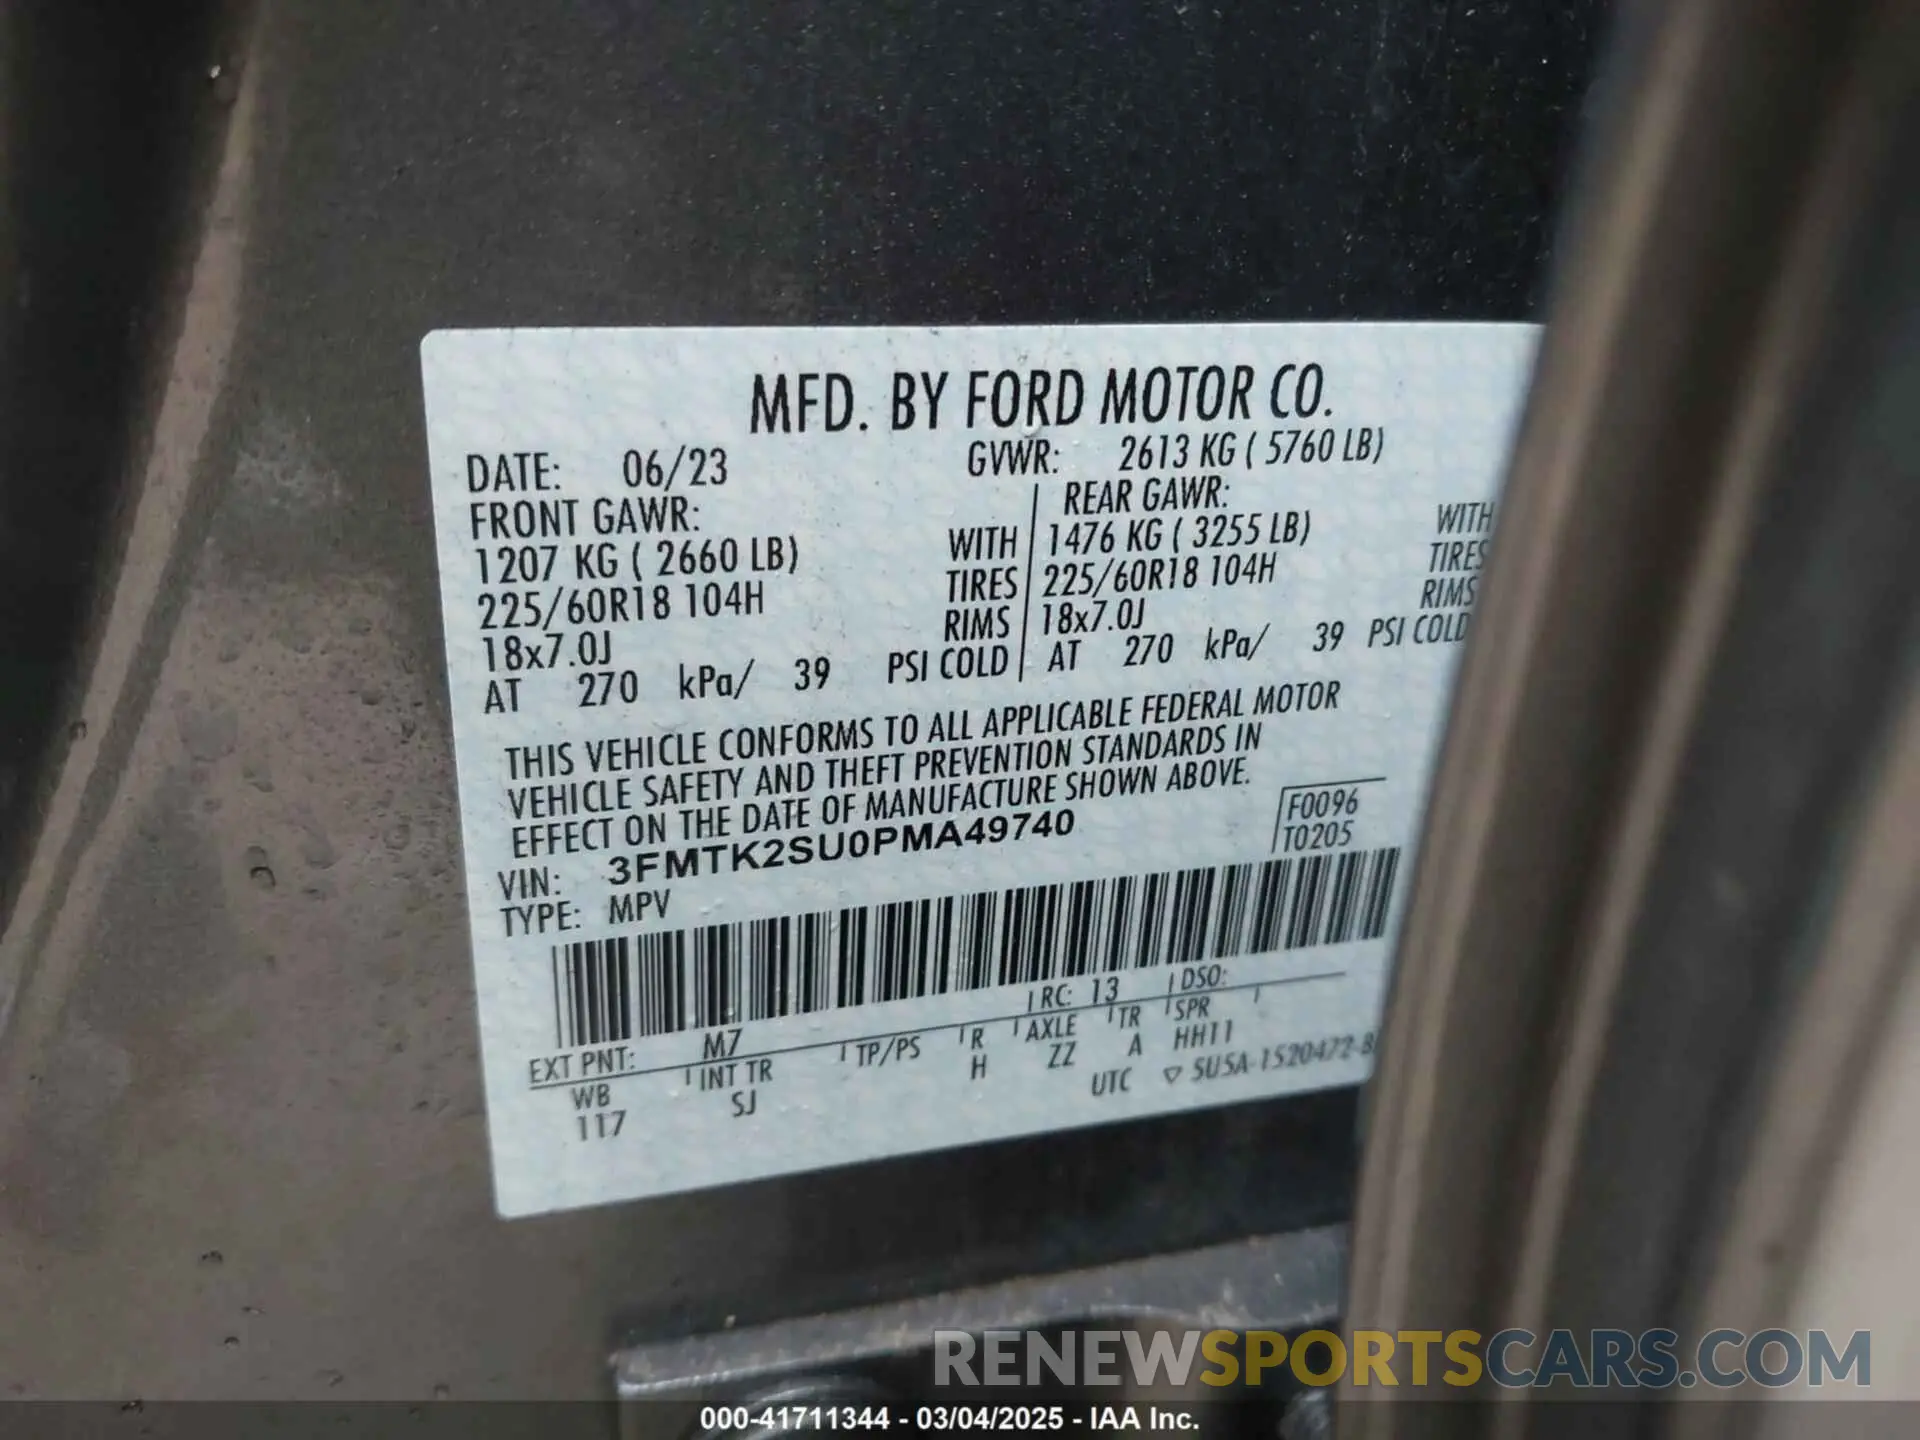 MFD. BY FORD MOTOR CO.
DATE: 06/23 GVWR: 2613 KG ( 5760 LB)
FRONT GAWR: REAR GAWR:
1207 KG ( 2660 LB) WITH 1476 KG ( 3255 LB) WITH
225/60R18 104H TIRES 225/60R18 104H TIRES
18x7.0J RIMS 18x7.0J RIMS
AT 270 kPa/ 39 PSI COLD AT 270 kPa/ 39 PSI COLD
THIS VEHICLE CONFORMS TO ALL APPLICABLE FEDERAL MOTOR
VEHICLE SAFETY AND THEFT PREVENTION STANDARDS IN
EFFECT ON THE DATE OF MANUFACTURE SHOWN ABOVE.
VIN: 3FMTK2SU0PMA49740
TYPE: MPV
F0096
T0205
EXT PNT: M7 RC: 13 DSO:
WB INT TR TP/PS R AXLE TR SPR
117 SJ H ZZ A HH11
UTC
RENEWSPORTSCARS.COM
000-41711344 - 03/04/2025 - IAA Inc.